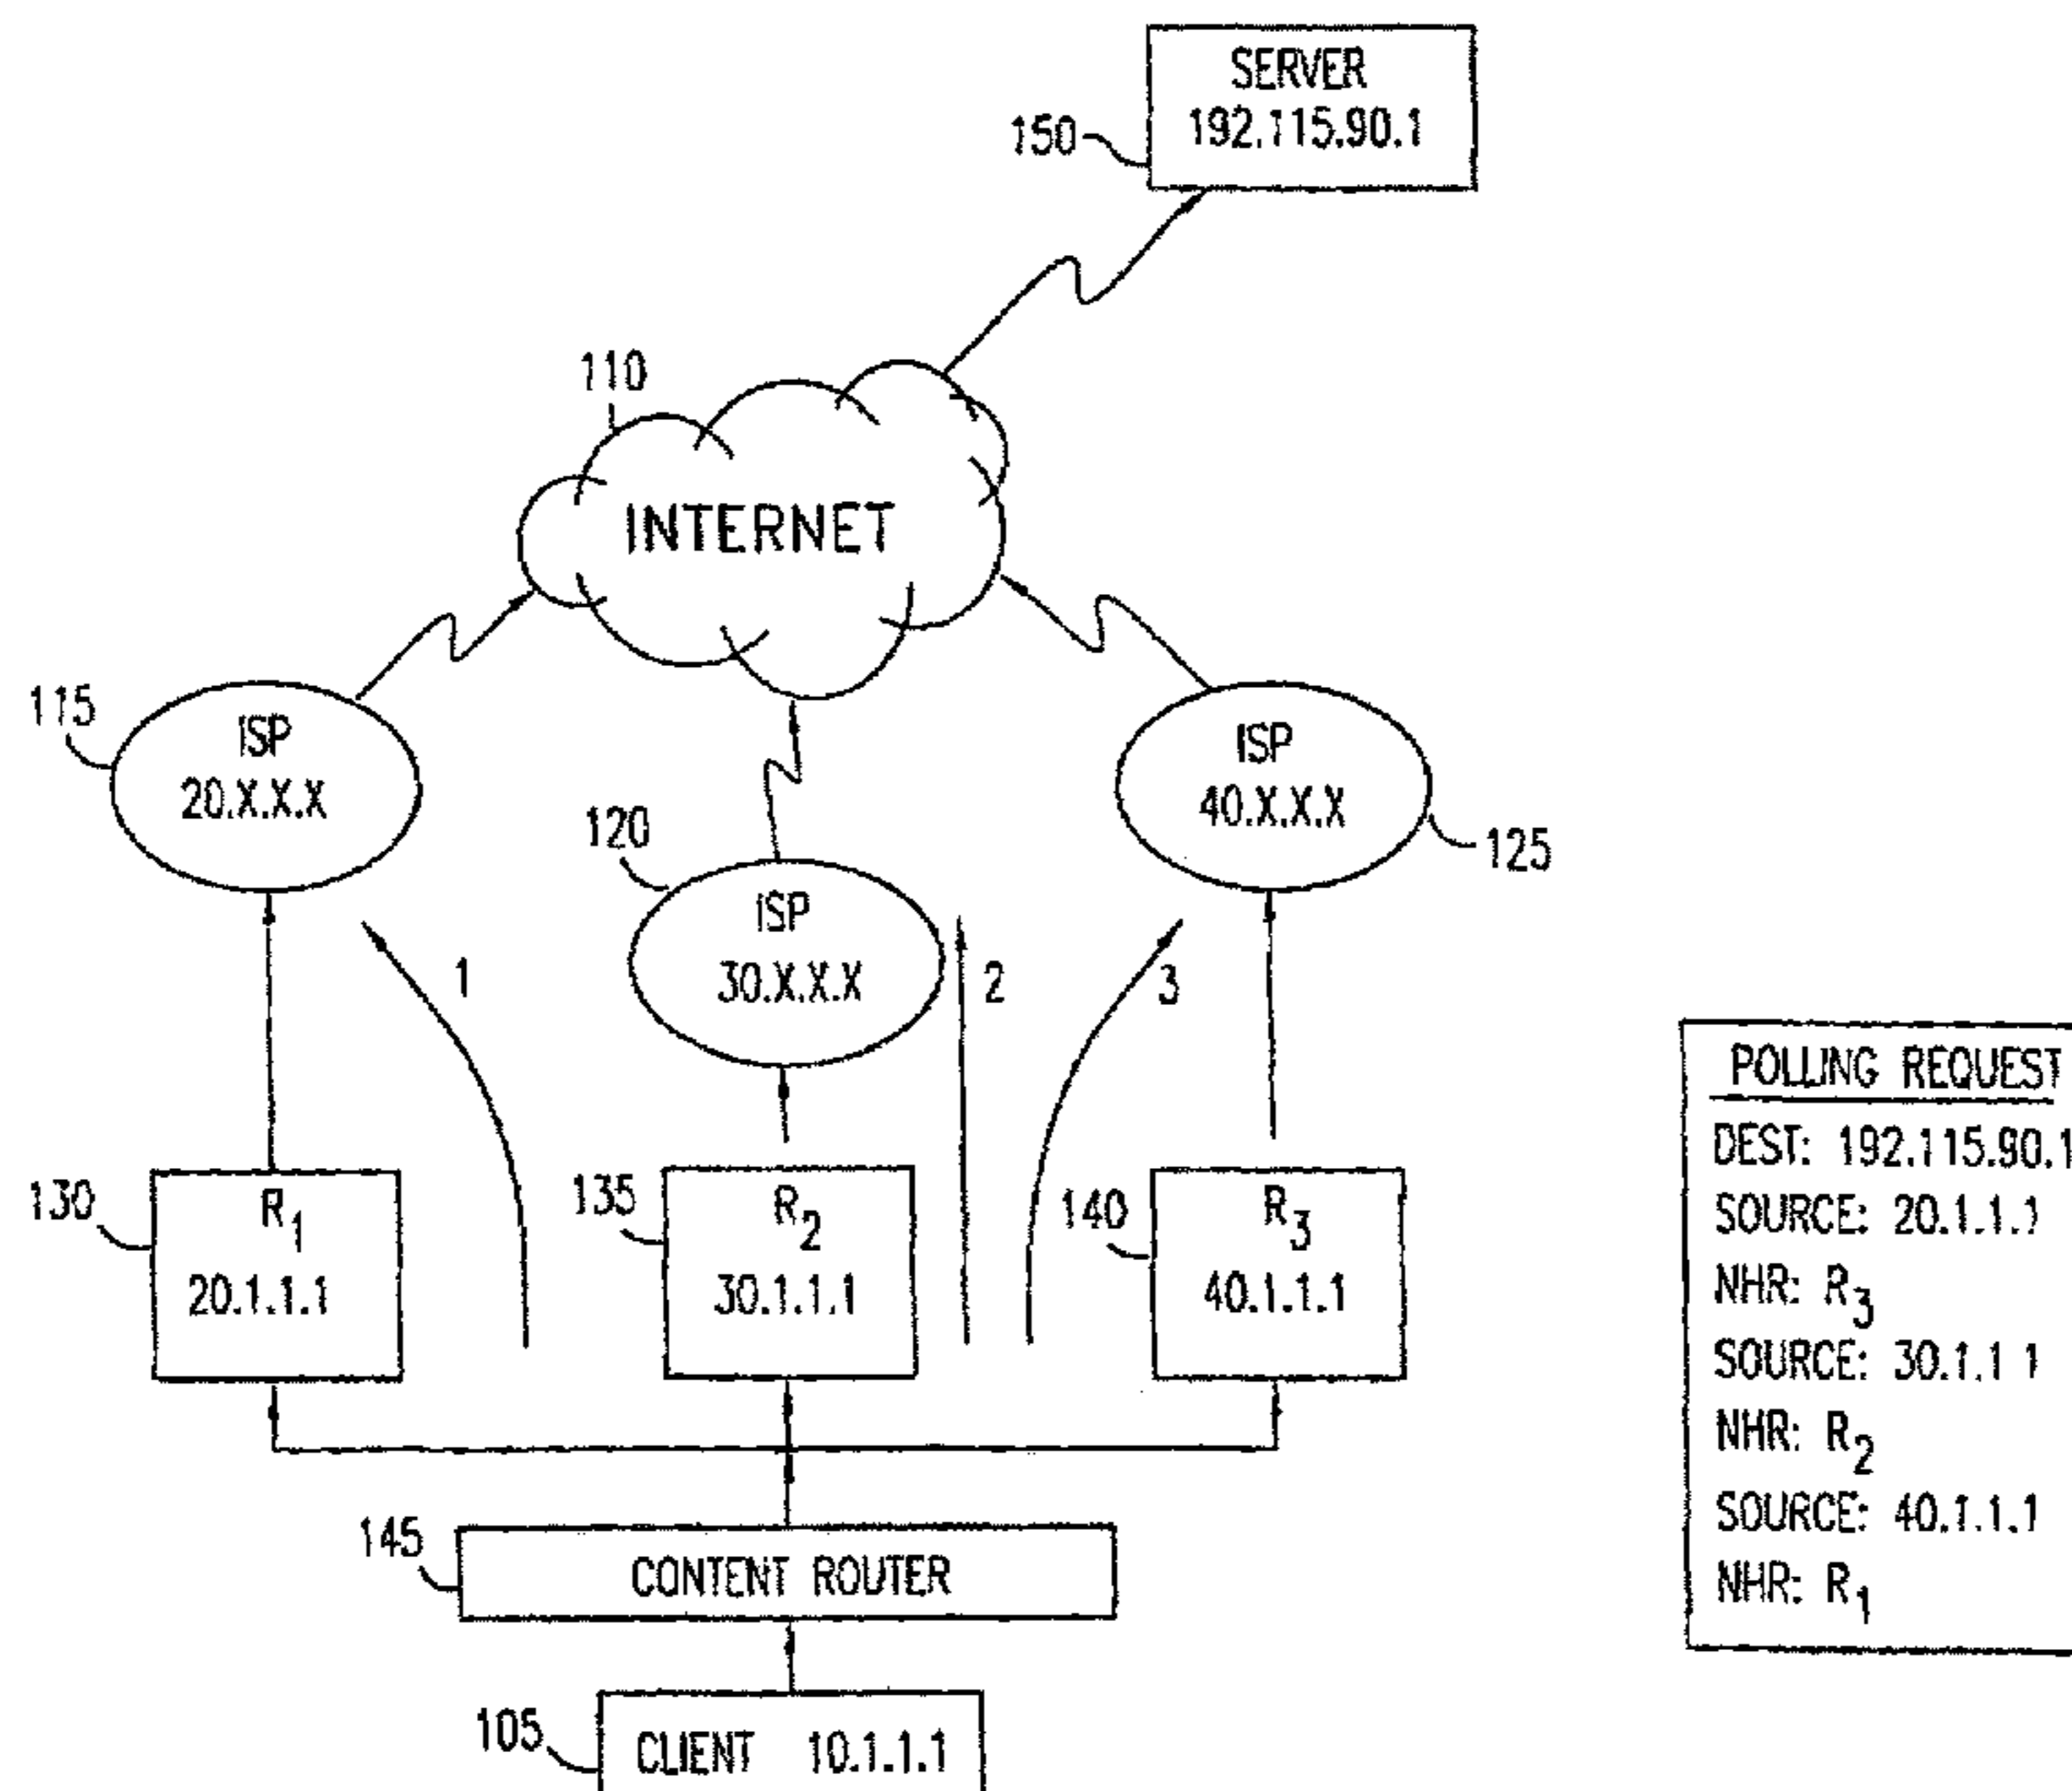 SERVER
192.115.90.1
150
110
INTERNET
115
ISP
20.X.X.X
ISP
40.X.X.X
125
120
ISP
30.X.X.X
1
2
3
130
R1
20.1.1.1
135
R2
30.1.1.1
140
R3
40.1.1.1
145
CONTENT ROUTER
105
CLIENT 10.1.1.1
POLLING REQUEST
DEST: 192.115.90.1
SOURCE: 20.1.1.1
NHR: R3
SOURCE: 30.1.1 1
NHR: R2
SOURCE: 40.1.1.1
NHR: R1